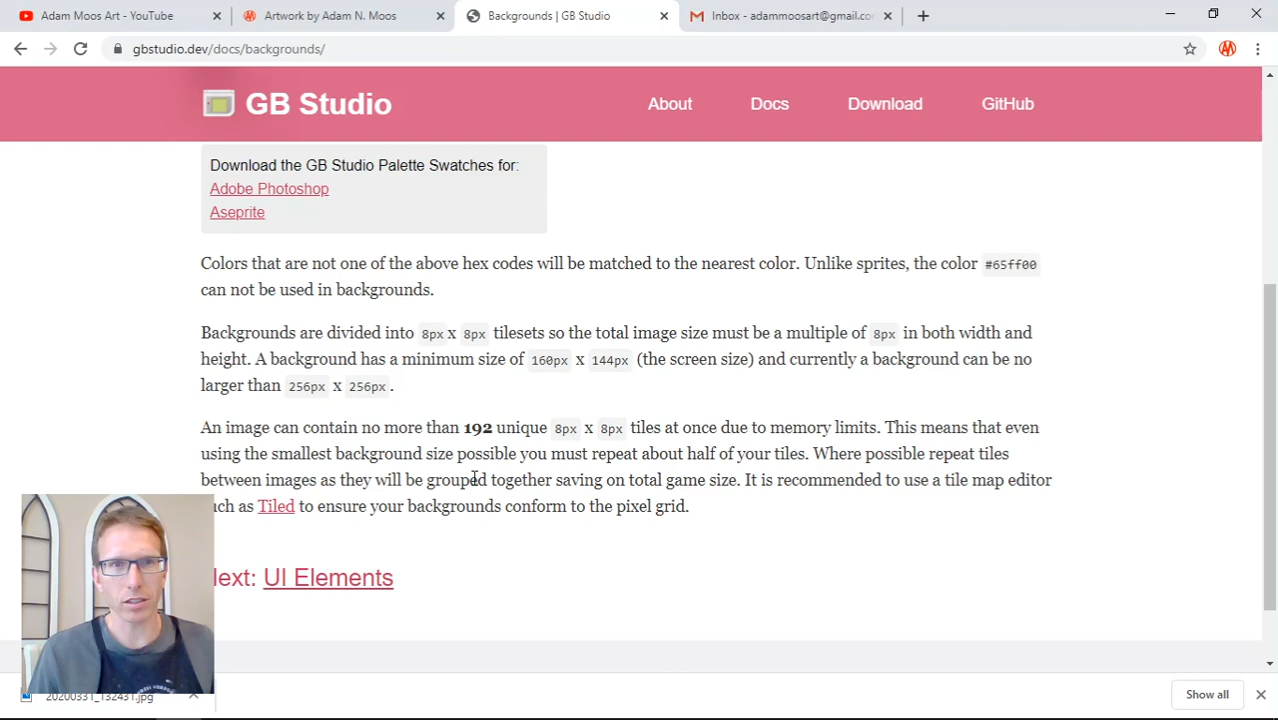 Adam Moos Art - YouTube
Artwork by Adam N. Moos
Backgrounds | GB Studio
Inbox - adammoosart@gmail.co
gbstudio.dev/docs/backgrounds/
GB Studio
About
Docs
Download
GitHub
Download the GB Studio Palette Swatches for:
Adobe Photoshop
Aseprite
Colors that are not one of the above hex codes will be matched to the nearest color. Unlike sprites, the color #65ff00
can not be used in backgrounds.
Backgrounds are divided into 8px x 8px tilesets so the total image size must be a multiple of 8px in both width and
height. A background has a minimum size of 160px x 144px (the screen size) and currently a background can be no
larger than 256px x 256px.
An image can contain no more than 192 unique 8px x 8px tiles at once due to memory limits. This means that even
using the smallest background size possible you must repeat about half of your tiles. Where possible repeat tiles
between images as they will be grouped together saving on total game size. It is recommended to use a tile map editor
uch as Tiled to ensure your backgrounds conform to the pixel grid.
ext: UI Elements
20200331_132431.jpg
Show all